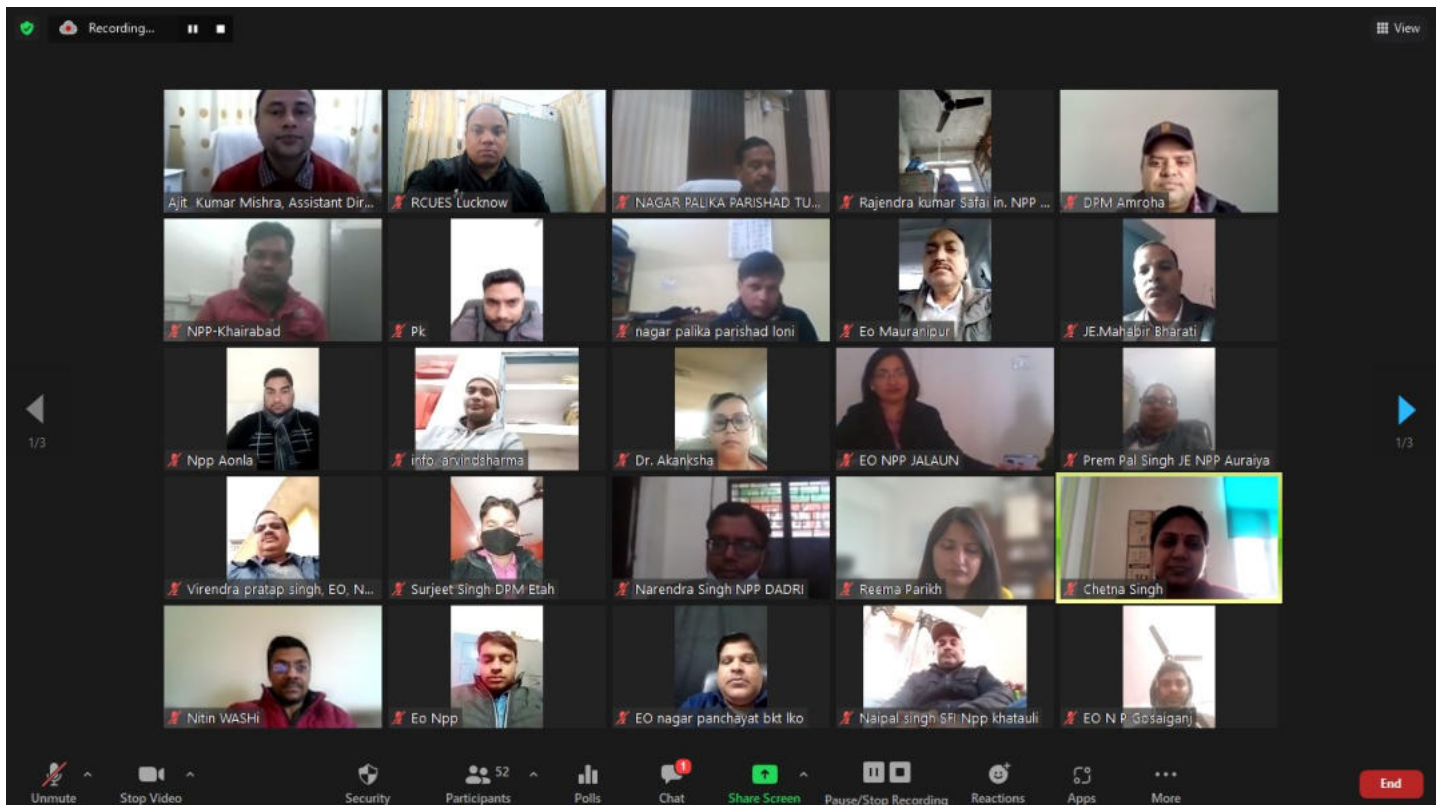 Recording...
View
Ajit Kumar Mishra, Assistant Dir...
RCUES Lucknow
NAGAR PALIKA PARISHAD TU...
Rajendra kumar Safai in. NPP ...
DPM Amroha
NPP-Khairabad
Pk
nagar palika parishad loni
Eo Mauranipur
JE.Mahabir Bharati
1/3
1/3
Npp Aonla
info arvindsharma
Dr. Akanksha
EO NPP JALAUN
Prem Pal Singh JE NPP Auraiya
Virendra pratap singh, EO, N...
Surjeet Singh DPM Etah
Narendra Singh NPP DADRI
Reema Parikh
Chetna Singh
Nitin WASHi
Eo Npp
EO nagar panchayat bkt lko
Naipal singh SFI Npp khatauli
EO N P Gosaiganj
52
1
Unmute
Stop Video
Security
Participants
Polls
Chat
Share Screen
Pause/Stop Recording
Reactions
Apps
More
End